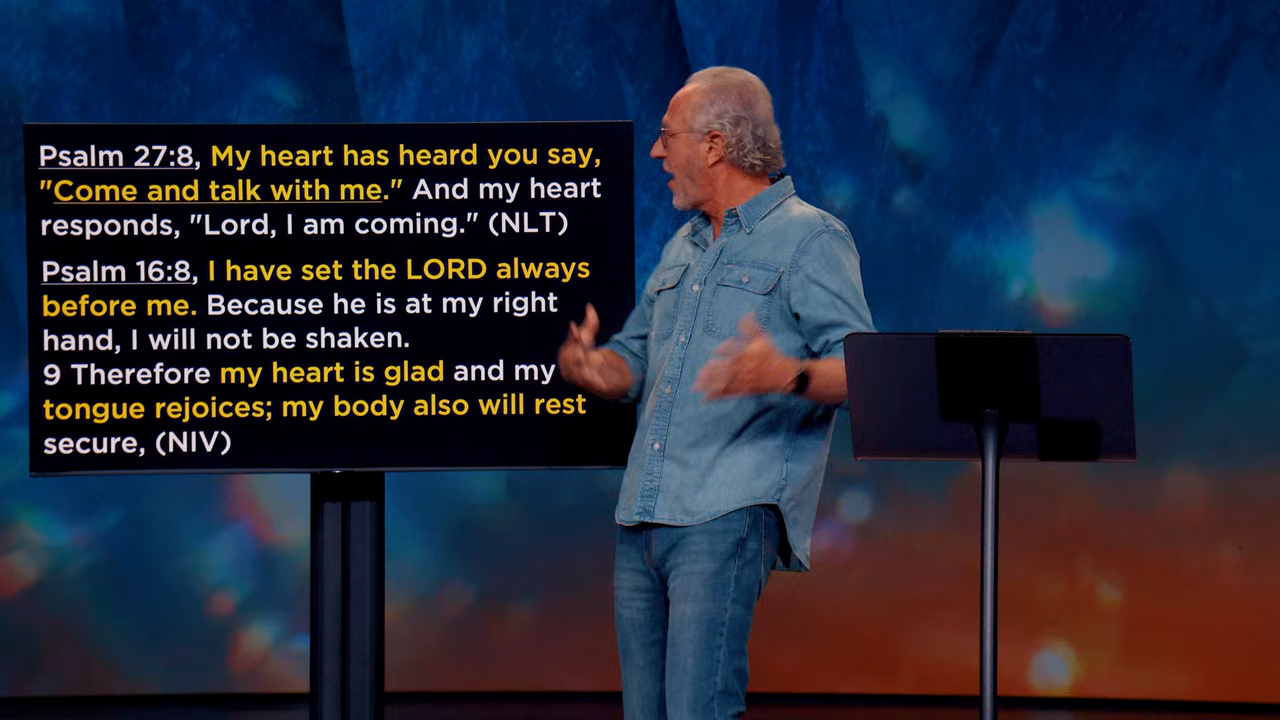 Psalm 27:8, My heart has heard you say,
"Come and talk with me." And my heart
responds, "Lord, I am coming." (NLT)
Psalm 16:8, I have set the LORD always
before me. Because he is at my right
hand, I will not be shaken.
9 Therefore my heart is glad and my
tongue rejoices; my body also will rest
secure, (NIV)